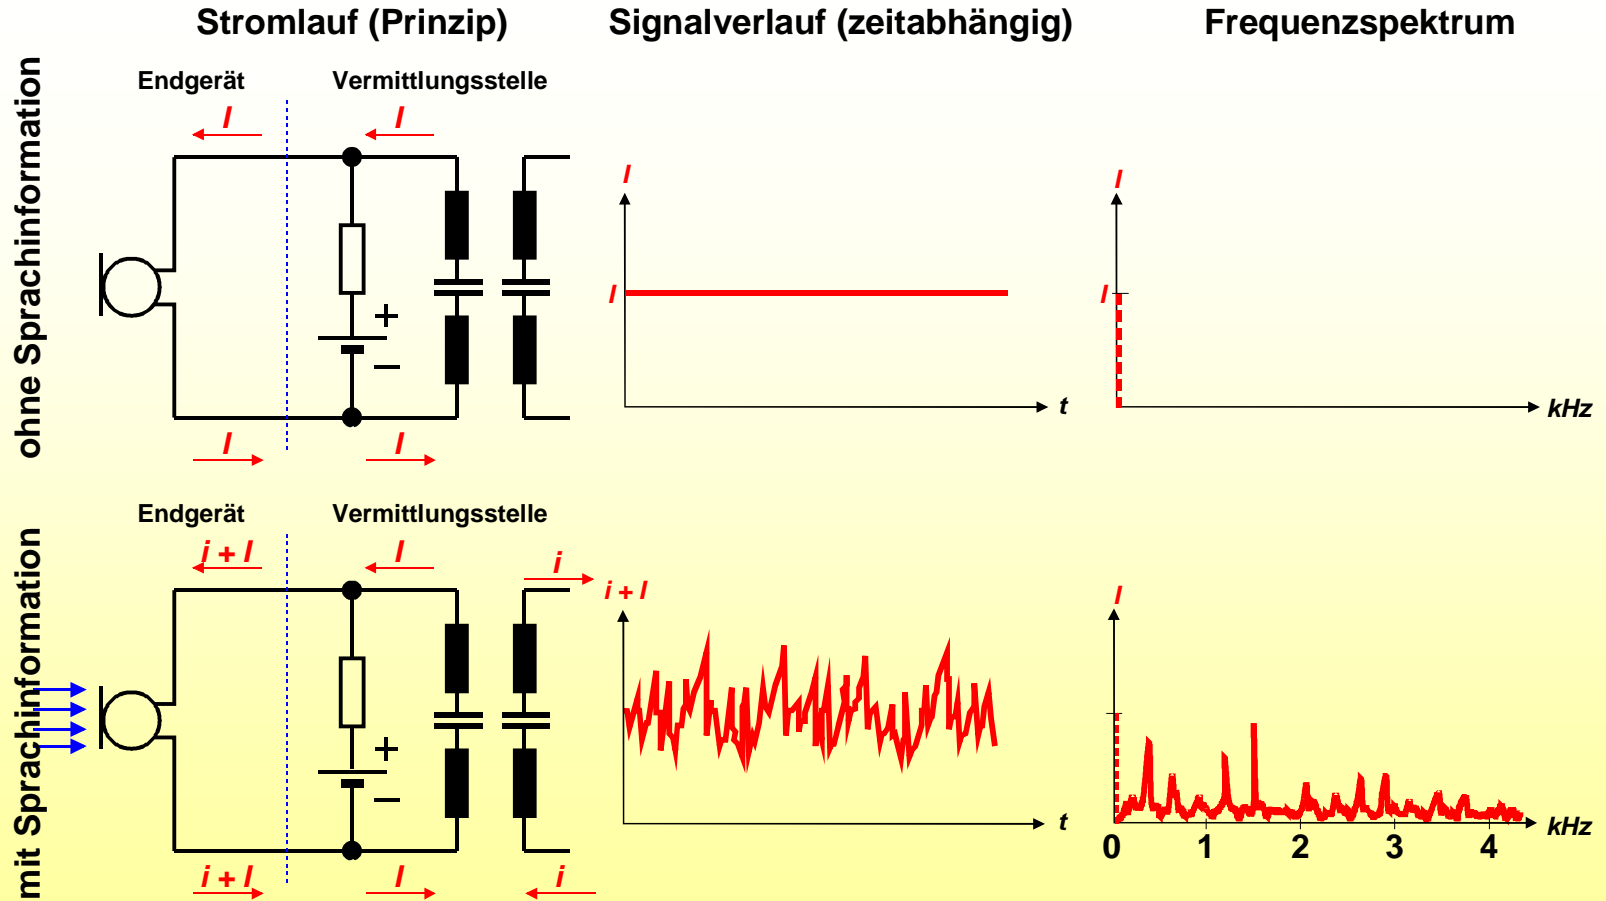 Stromlauf (Prinzip)
Signalverlauf (zeitabhängig)
Frequenzspektrum
ohne Sprachinformation
Endgerät
Vermittlungsstelle
I
I
+
–
I
I
I
I
t
I
I
kHz
mit Sprachinformation
Endgerät
Vermittlungsstelle
i + I
I
i
+
–
i + I
I
i
i + I
t
I
kHz
0 1 2 3 4